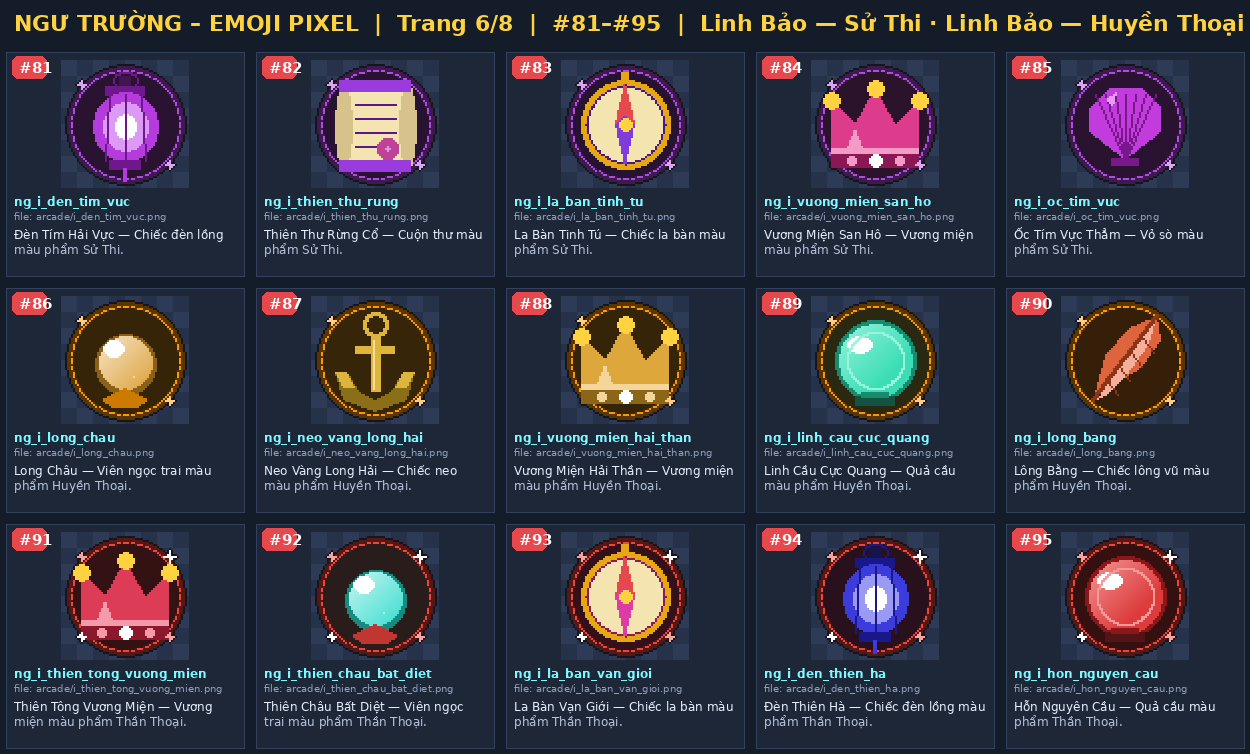 NGƯ TRƯỜNG – EMOJI PIXEL | Trang 6/8 | #81–#95 | Linh Bảo — Sử Thi · Linh Bảo — Huyền Thoại
#81
ng_i_den_tim_vuc
file: arcade/i_den_tim_vuc.png
Đèn Tím Hải Vực — Chiếc đèn lồng
màu phẩm Sử Thi.
#82
ng_i_thien_thu_rung
file: arcade/i_thien_thu_rung.png
Thiên Thư Rừng Cổ — Cuộn thư màu
phẩm Sử Thi.
#83
ng_i_la_ban_tinh_tu
file: arcade/i_la_ban_tinh_tu.png
La Bàn Tinh Tú — Chiếc la bàn màu
phẩm Sử Thi.
#84
ng_i_vuong_mien_san_ho
file: arcade/i_vuong_mien_san_ho.png
Vương Miện San Hô — Vương miện
màu phẩm Sử Thi.
#85
ng_i_oc_tim_vuc
file: arcade/i_oc_tim_vuc.png
Ốc Tím Vực Thẳm — Vỏ sò màu
phẩm Sử Thi.
#86
ng_i_long_chau
file: arcade/i_long_chau.png
Long Châu — Viên ngọc trai màu
phẩm Huyền Thoại.
#87
ng_i_neo_vang_long_hai
file: arcade/i_neo_vang_long_hai.png
Neo Vàng Long Hải — Chiếc neo
màu phẩm Huyền Thoại.
#88
ng_i_vuong_mien_hai_than
file: arcade/i_vuong_mien_hai_than.png
Vương Miện Hải Thần — Vương miện
màu phẩm Huyền Thoại.
#89
ng_i_linh_cau_cuc_quang
file: arcade/i_linh_cau_cuc_quang.png
Linh Cầu Cực Quang — Quả cầu
màu phẩm Huyền Thoại.
#90
ng_i_long_bang
file: arcade/i_long_bang.png
Lông Bằng — Chiếc lông vũ màu
phẩm Huyền Thoại.
#91
ng_i_thien_tong_vuong_mien
file: arcade/i_thien_tong_vuong_mien.png
Thiên Tông Vương Miện — Vương
miện màu phẩm Thần Thoại.
#92
ng_i_thien_chau_bat_diet
file: arcade/i_thien_chau_bat_diet.png
Thiên Châu Bất Diệt — Viên ngọc
trai màu phẩm Thần Thoại.
#93
ng_i_la_ban_van_gioi
file: arcade/i_la_ban_van_gioi.png
La Bàn Vạn Giới — Chiếc la bàn màu
phẩm Thần Thoại.
#94
ng_i_den_thien_ha
file: arcade/i_den_thien_ha.png
Đèn Thiên Hà — Chiếc đèn lồng màu
phẩm Thần Thoại.
#95
ng_i_hon_nguyen_cau
file: arcade/i_hon_nguyen_cau.png
Hỗn Nguyên Cầu — Quả cầu màu
phẩm Thần Thoại.